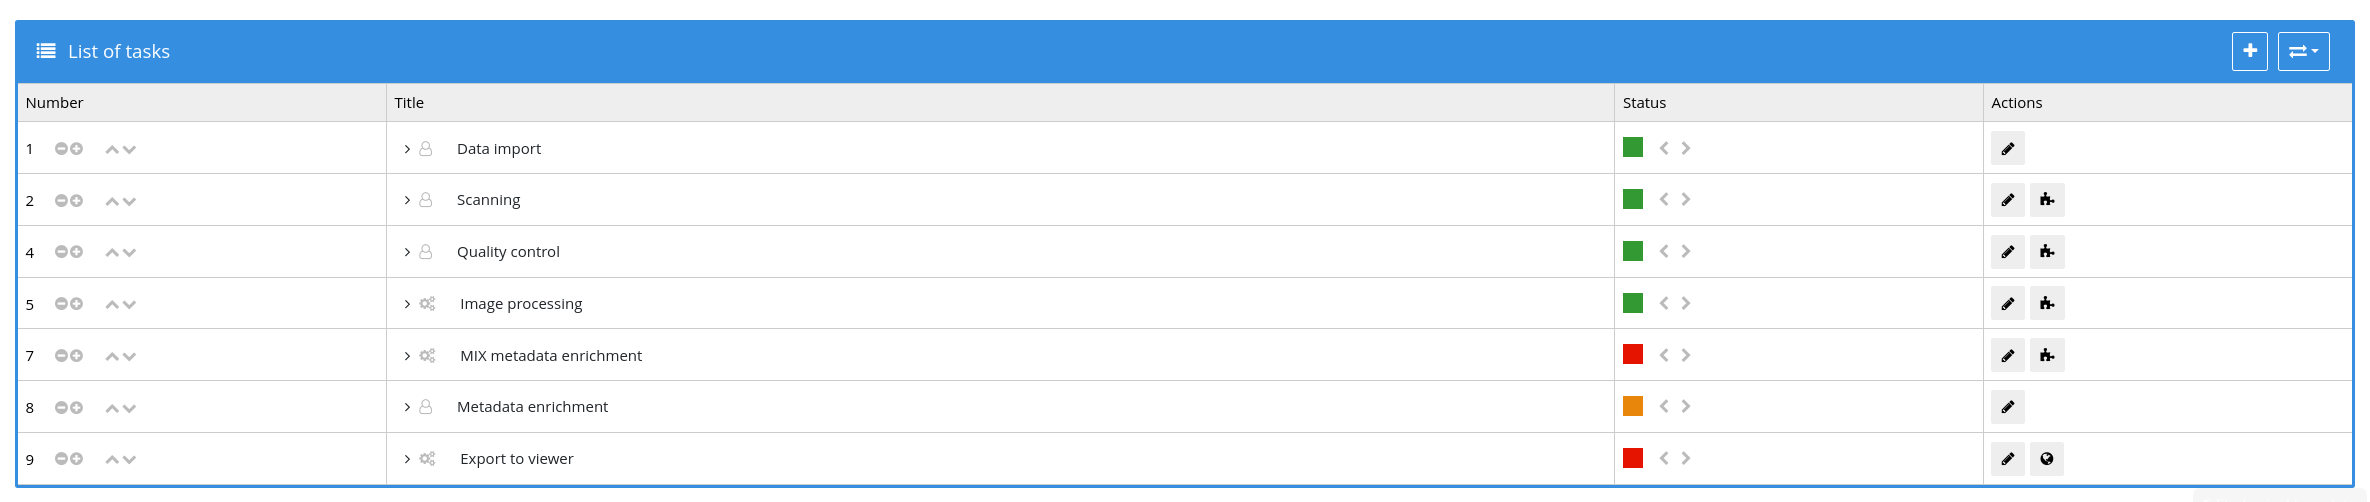 List of tasks
Number Title Status Actions
1 Data import
2 Scanning
4 Quality control
5 Image processing
7 MIX metadata enrichment
8 Metadata enrichment
9 Export to viewer